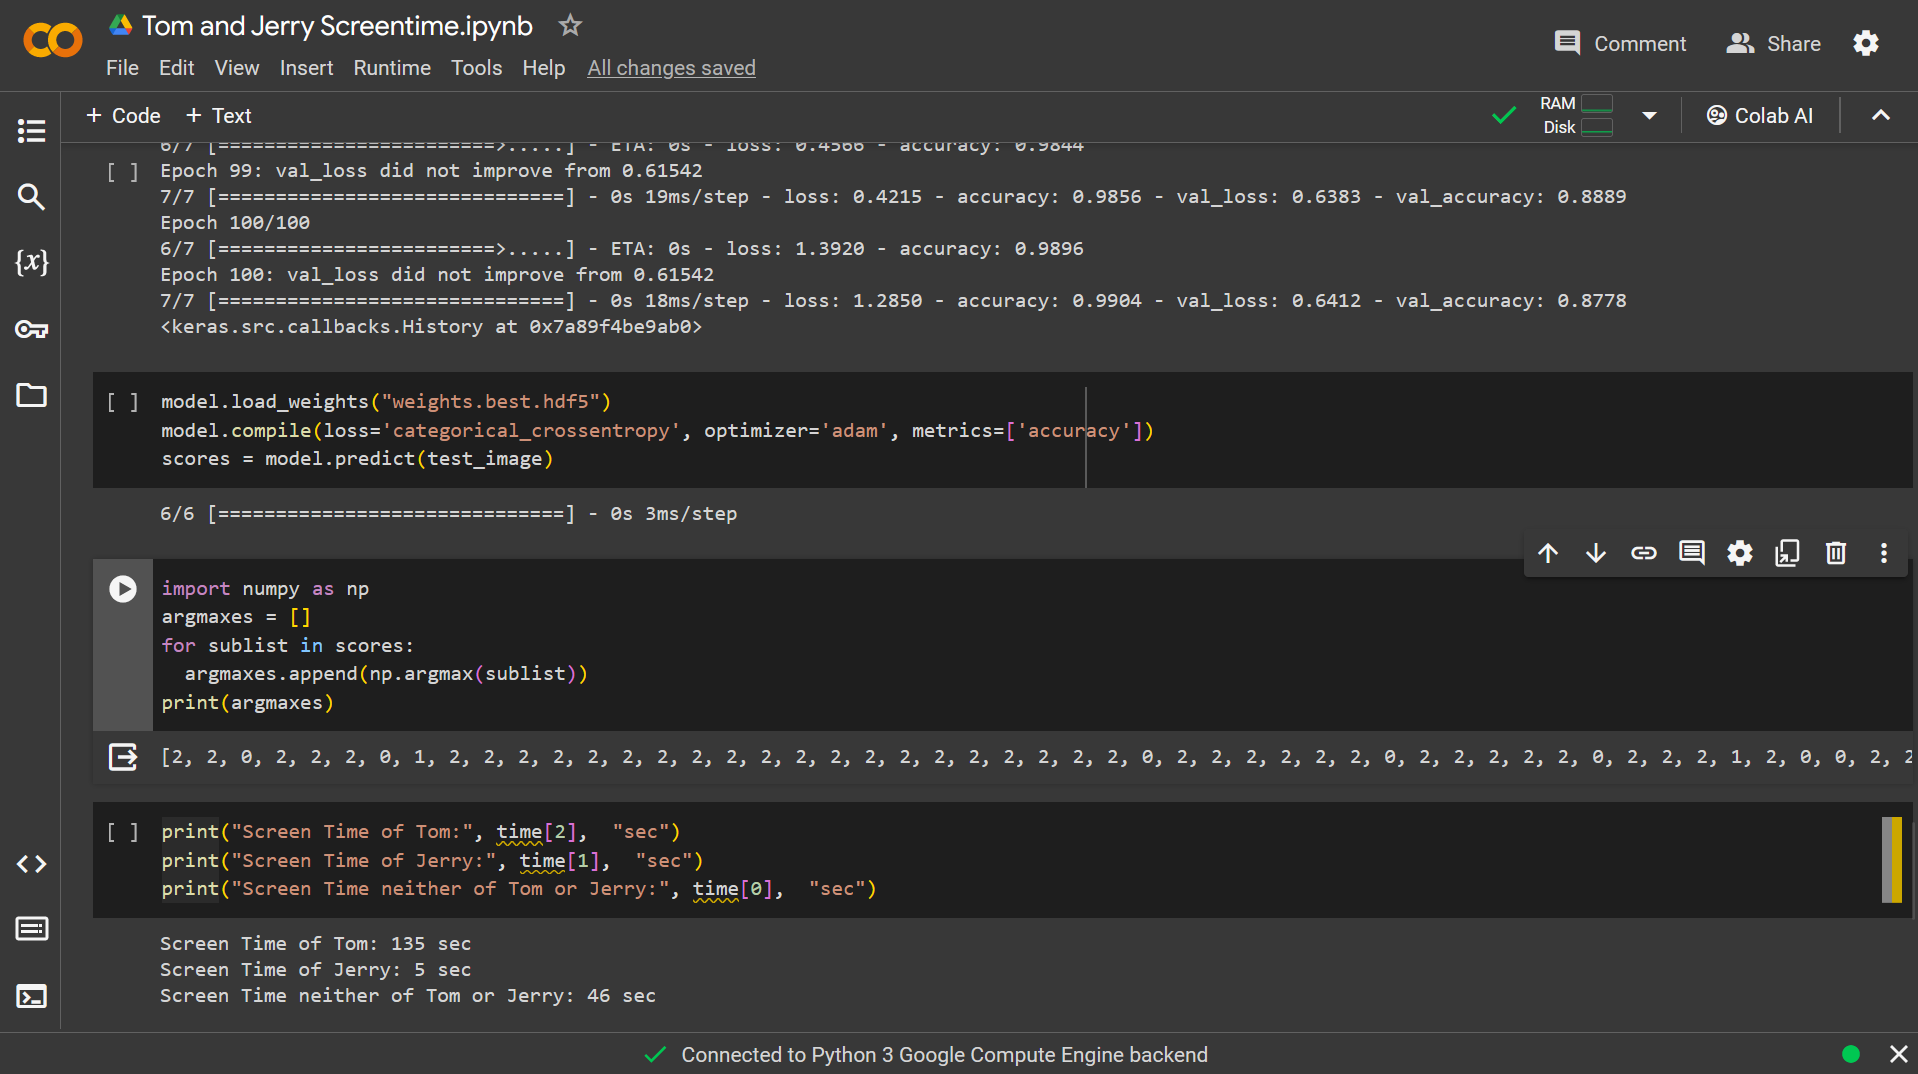 Tom and Jerry Screentime.ipynb
File Edit View Insert Runtime Tools Help All changes saved
Comment Share
+ Code + Text
RAM
Disk
Colab AI
6/7 [========================>.....] - ETA: 0s - loss: 0.4566 - accuracy: 0.9844
[ ] Epoch 99: val_loss did not improve from 0.61542
7/7 [==============================] - 0s 19ms/step - loss: 0.4215 - accuracy: 0.9856 - val_loss: 0.6383 - val_accuracy: 0.8889
Epoch 100/100
6/7 [========================>.....] - ETA: 0s - loss: 1.3920 - accuracy: 0.9896
Epoch 100: val_loss did not improve from 0.61542
7/7 [==============================] - 0s 18ms/step - loss: 1.2850 - accuracy: 0.9904 - val_loss: 0.6412 - val_accuracy: 0.8778
<keras.src.callbacks.History at 0x7a89f4be9ab0>
[ ] model.load_weights("weights.best.hdf5")
model.compile(loss='categorical_crossentropy', optimizer='adam', metrics=['accuracy'])
scores = model.predict(test_image)
6/6 [==============================] - 0s 3ms/step
import numpy as np
argmaxes = []
for sublist in scores:
  argmaxes.append(np.argmax(sublist))
print(argmaxes)
[2, 2, 0, 2, 2, 2, 0, 1, 2, 2, 2, 2, 2, 2, 2, 2, 2, 2, 2, 2, 2, 2, 2, 2, 2, 2, 2, 2, 0, 2, 2, 2, 2, 2, 2, 0, 2, 2, 2, 2, 2, 0, 2, 2, 2, 1, 2, 0, 0, 2, 2
[ ] print("Screen Time of Tom:", time[2],  "sec")
print("Screen Time of Jerry:", time[1],  "sec")
print("Screen Time neither of Tom or Jerry:", time[0],  "sec")
Screen Time of Tom: 135 sec
Screen Time of Jerry: 5 sec
Screen Time neither of Tom or Jerry: 46 sec
Connected to Python 3 Google Compute Engine backend